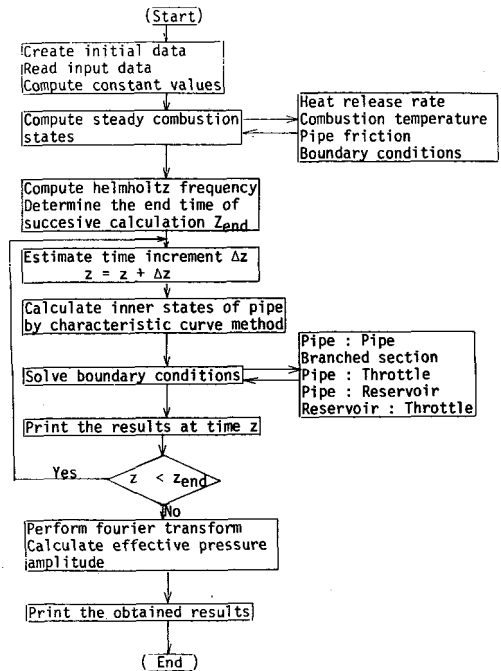 (Start)
Create initial data
Read input data
Compute constant values
Compute steady combustion
states
Heat release rate
Combustion temperature
Pipe friction
Boundary conditions
Compute helmholtz frequency
Determine the end time of
succesive calculation Zend
Estimate time increment Δz
z = z + Δz
Calculate inner states of pipe
by characteristic curve method
Solve boundary conditions
Pipe : Pipe
Branched section
Pipe : Throttle
Pipe : Reservoir
Reservoir : Throttle
Print the results at time z
Yes
z < zend
No
Perform fourier transform
Calculate effective pressure
amplitude
Print the obtained results
( End )